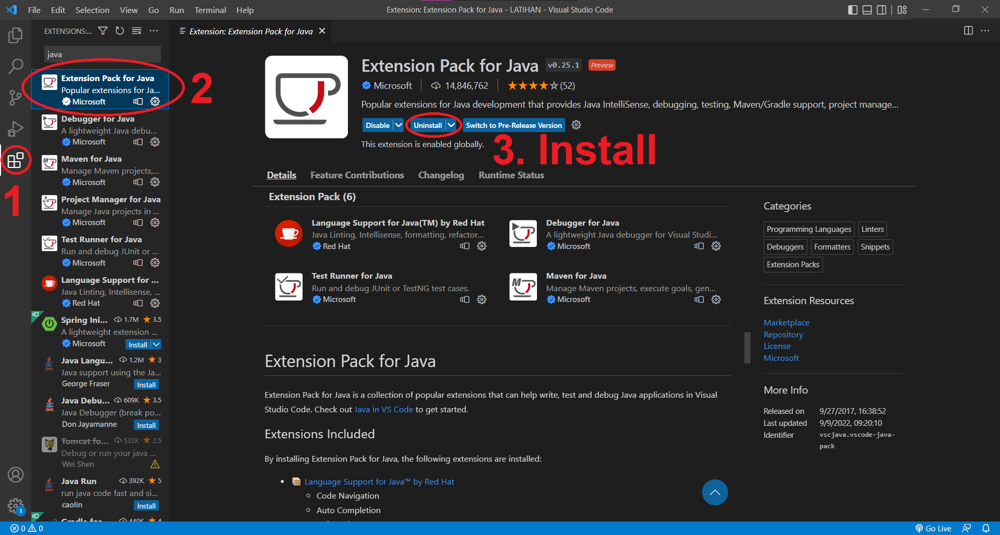 File Edit Selection View Go Run Terminal Help
Extension: Extension Pack for Java - LATIHAN - Visual Studio Code
EXTENSIONS:...
java
Extension Pack for Java
Popular extensions for Ja...
Microsoft
Debugger for Java
A lightweight Java debu...
Microsoft
Maven for Java
Manage Maven projects,...
Microsoft
Project Manager for Java
Manage Java projects in ...
Microsoft
Test Runner for Java
Run and debug JUnit or ...
Microsoft
Language Support for ...
Java Linting, Intellisense, ...
Red Hat
Spring Ini... 1.7M 3.5
A lightweight extension ...
Microsoft Install
Java Langu... 1.2M 3
Java support using the Ja...
George Fraser Install
Java Debu... 609K 3.5
Java Debugger (break po...
Don Jayamanne Install
Tomcat fo... 532K 2.5
Debug or run your java ...
Wei Shen
Java Run 392K 5
run java code fast and si...
caolin Install
Gradle for 449K 4
1
2
3. Install
1
Extension: Extension Pack for Java
Extension Pack for Java v0.25.1 Preview
Microsoft 14,846,762 (52)
Popular extensions for Java development that provides Java IntelliSense, debugging, testing, Maven/Gradle support, project manage...
Disable Uninstall Switch to Pre-Release Version
This extension is enabled globally.
Details Feature Contributions Changelog Runtime Status
Extension Pack (6)
Language Support for Java(TM) by Red Hat
Java Linting, Intellisense, formatting, refactor...
Red Hat
Debugger for Java
A lightweight Java debugger for Visual Studi...
Microsoft
Test Runner for Java
Run and debug JUnit or TestNG test cases.
Microsoft
Maven for Java
Manage Maven projects, execute goals, gen...
Microsoft
Extension Pack for Java
Extension Pack for Java is a collection of popular extensions that can help write, test and debug Java applications in Visual
Studio Code. Check out Java in VS Code to get started.
Extensions Included
By installing Extension Pack for Java, the following extensions are installed:
Language Support for Java™ by Red Hat
Code Navigation
Auto Completion
Categories
Programming Languages Linters
Debuggers Formatters Snippets
Extension Packs
Extension Resources
Marketplace
Repository
License
Microsoft
More Info
Released on 9/27/2017, 16:38:52
Last updated 9/9/2022, 09:20:10
Identifier vscjava.vscode-java-
pack
0 0
Go Live